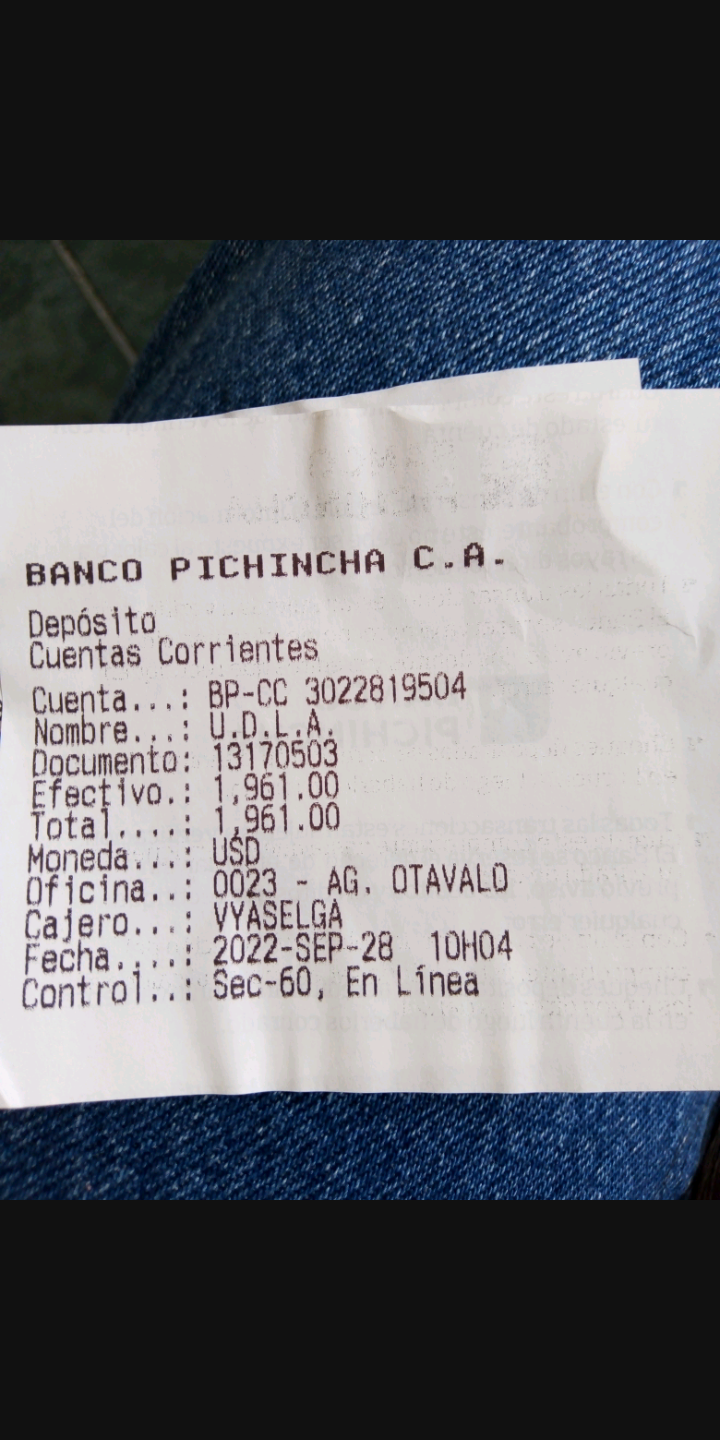 BANCO PICHINCHA C.A.
Depósito
Cuentas Corrientes
Cuenta...: BP-CC 3022819504
Nombre...: U.D.L.A.
Documento: 13170503
Efectivo.: 1,961.00
Total....: 1,961.00
Moneda...: USD
Oficina..: 0023 - AG. OTAVALO
Cajero...: VYASELGA
Fecha....: 2022-SEP-28 10H04
Control..: Sec-60, En Línea